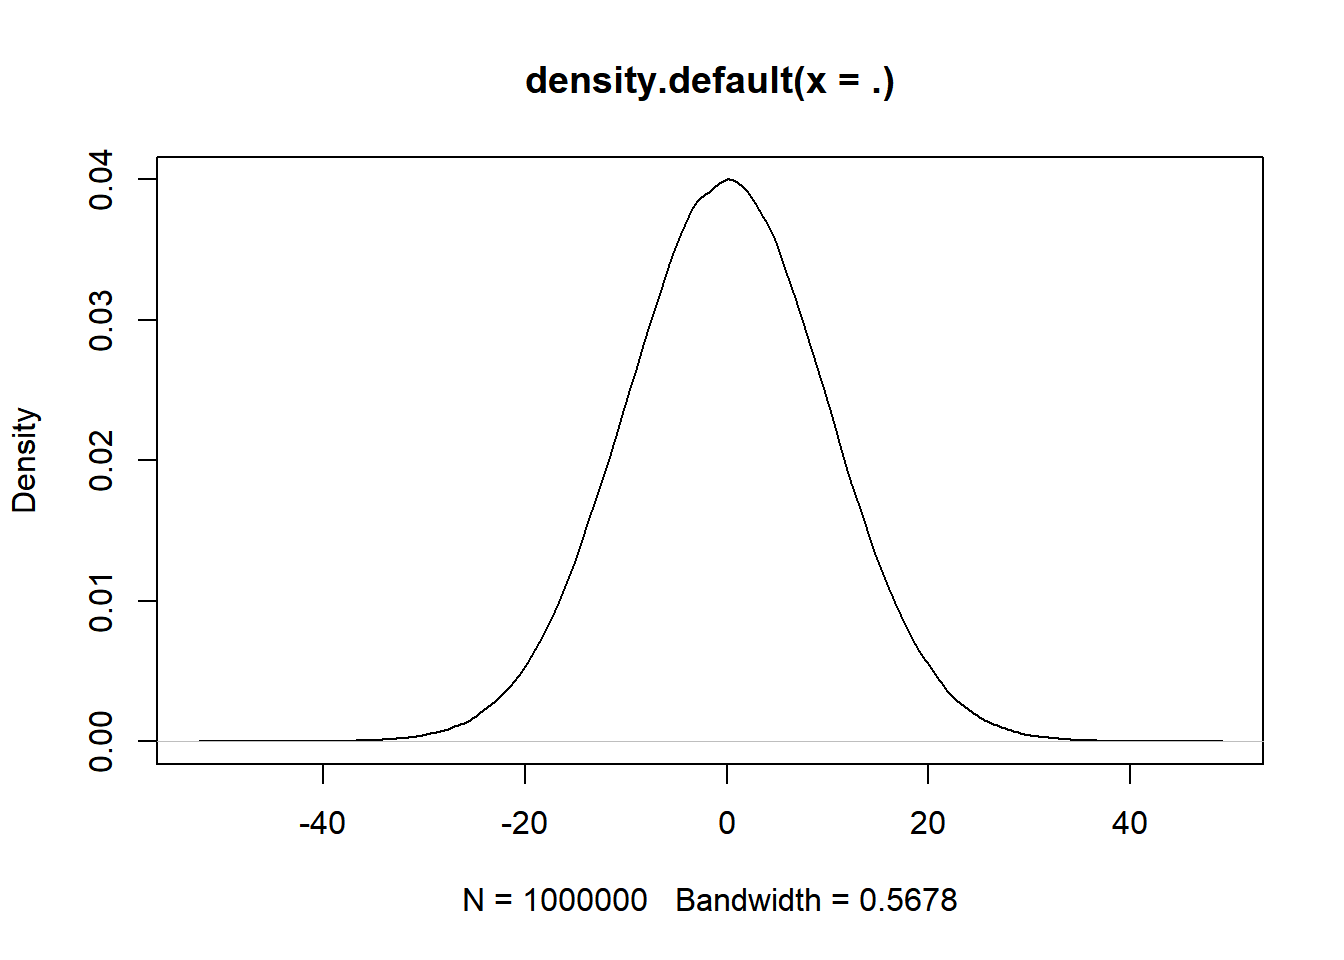 density.default(x = .)
Density
0.04
0.03
0.02
0.01
0.00
-40 -20 0 20 40
N = 1000000 Bandwidth = 0.5678